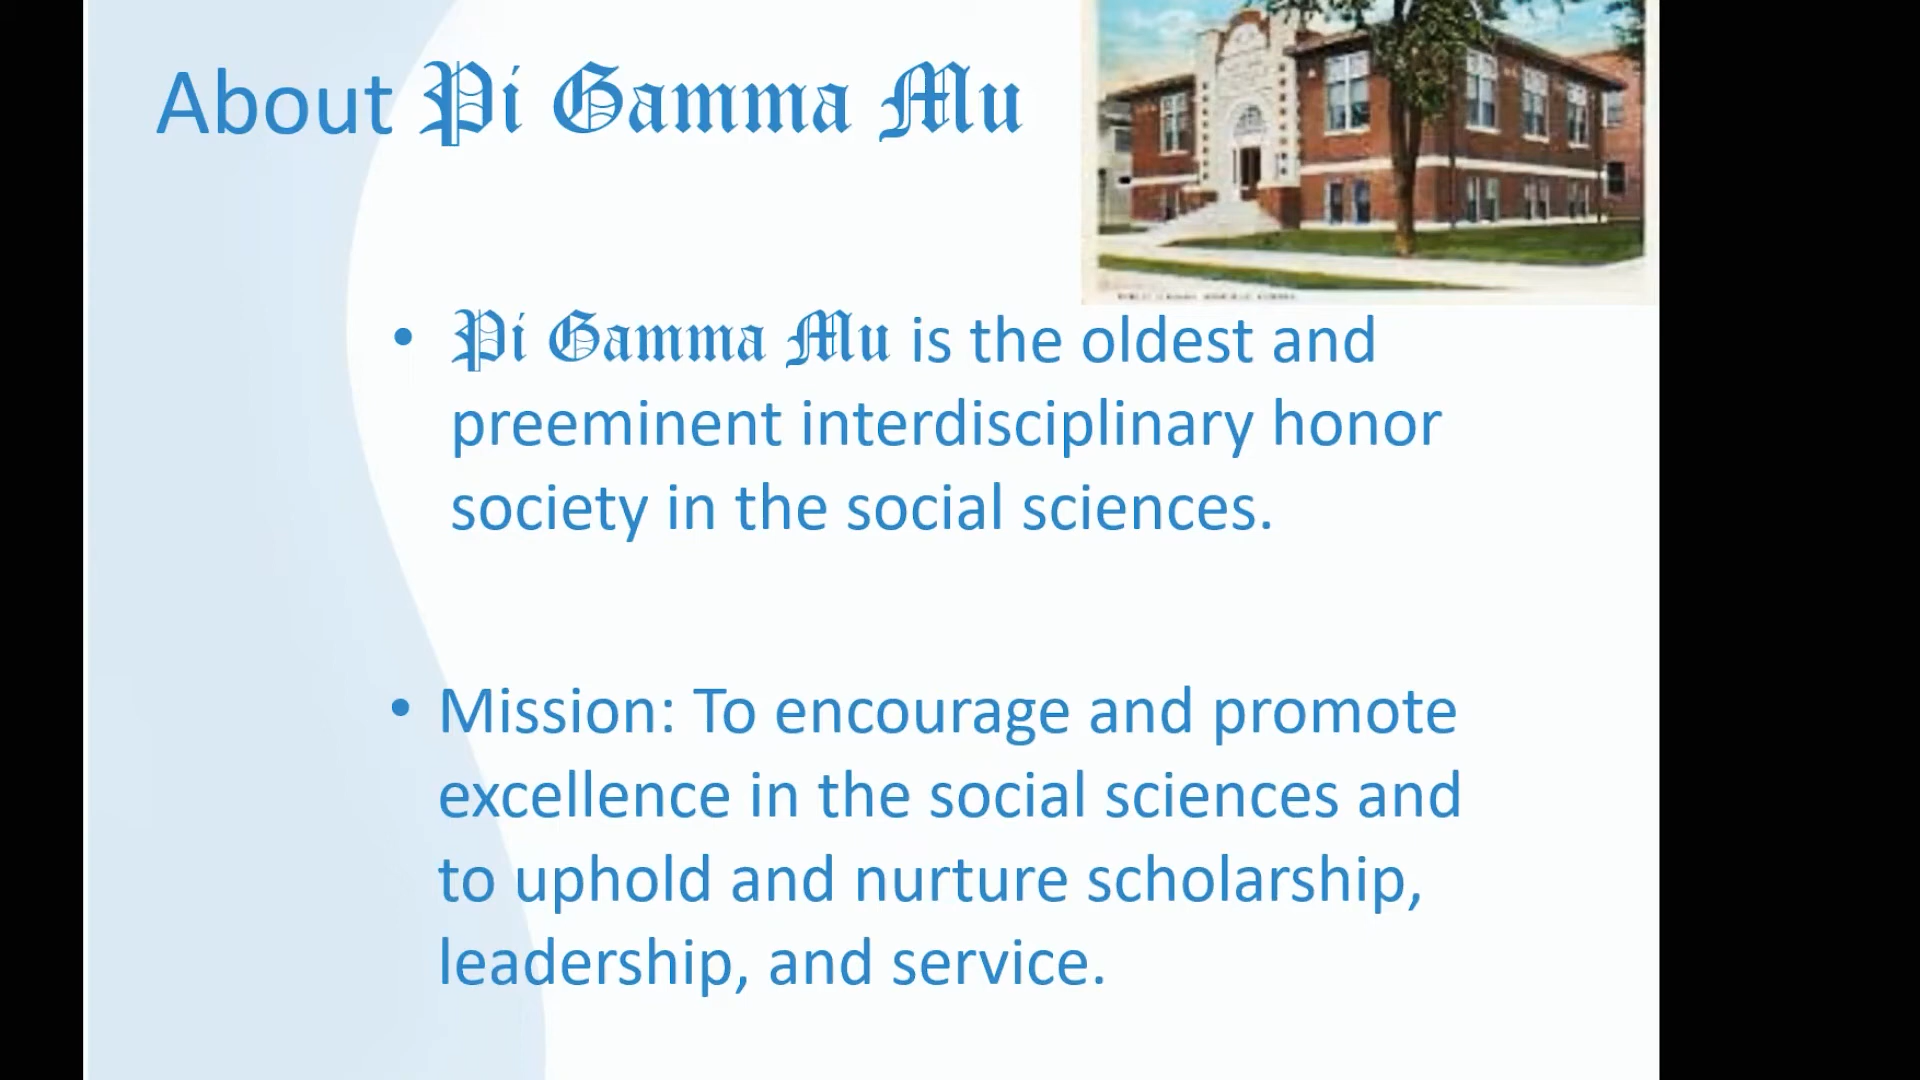 About Pi Gamma Mu
• Pi Gamma Mu is the oldest and
preeminent interdisciplinary honor
society in the social sciences.
• Mission: To encourage and promote
excellence in the social sciences and
to uphold and nurture scholarship,
leadership, and service.